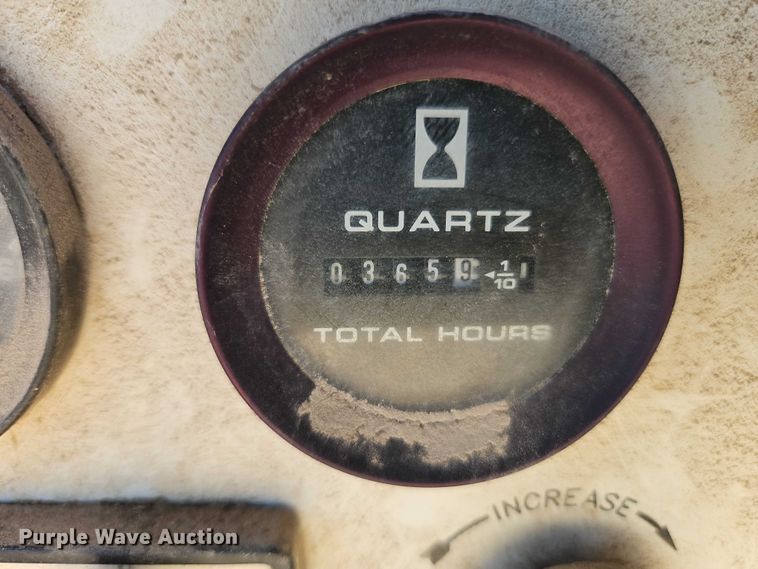 QUARTZ
0 3 6 5 9 1/10
TOTAL HOURS
INCREASE
Purple Wave Auction